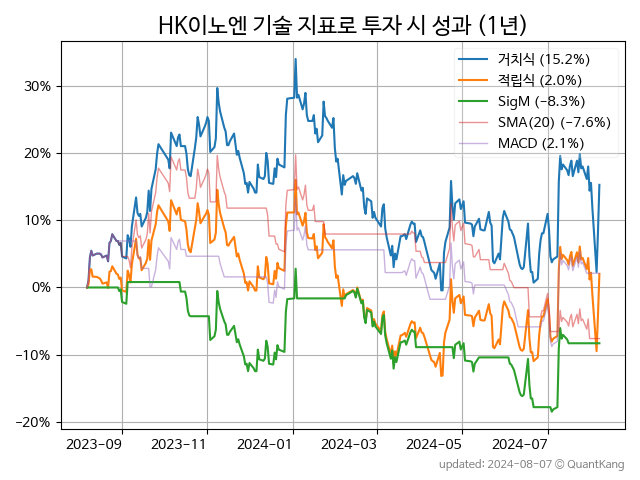 HK이노엔 기술 지표로 투자 시 성과 (1년)
거치식 (15.2%)
적립식 (2.0%)
SigM (−8.3%)
SMA(20) (−7.6%)
MACD (2.1%)
30%
20%
10%
0%
−10%
−20%
2023-09
2023-11
2024-01
2024-03
2024-05
2024-07
updated: 2024-08-07 ⓒ QuantKang